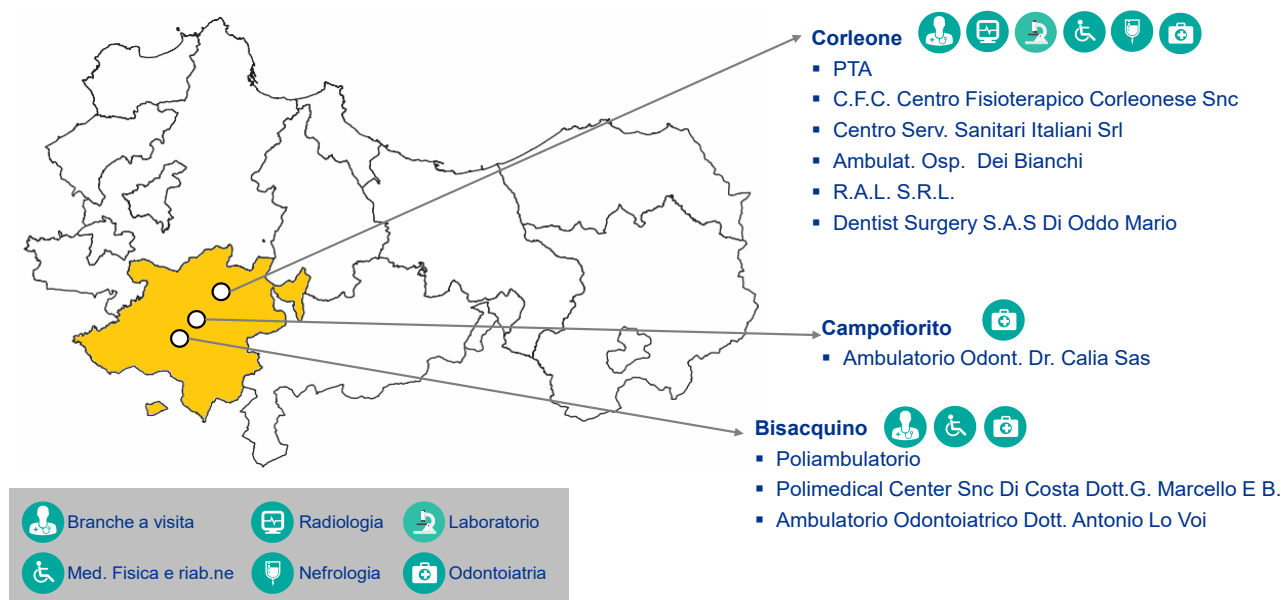 Corleone
PTA
C.F.C. Centro Fisioterapico Corleonese Snc
Centro Serv. Sanitari Italiani Srl
Ambulat. Osp. Dei Bianchi
R.A.L. S.R.L.
Dentist Surgery S.A.S Di Oddo Mario
Campofiorito
Ambulatorio Odont. Dr. Calia Sas
Bisacquino
Poliambulatorio
Polimedical Center Snc Di Costa Dott.G. Marcello E B.
Ambulatorio Odontoiatrico Dott. Antonio Lo Voi
Branche a visita
Radiologia
Laboratorio
Med. Fisica e riab.ne
Nefrologia
Odontoiatria